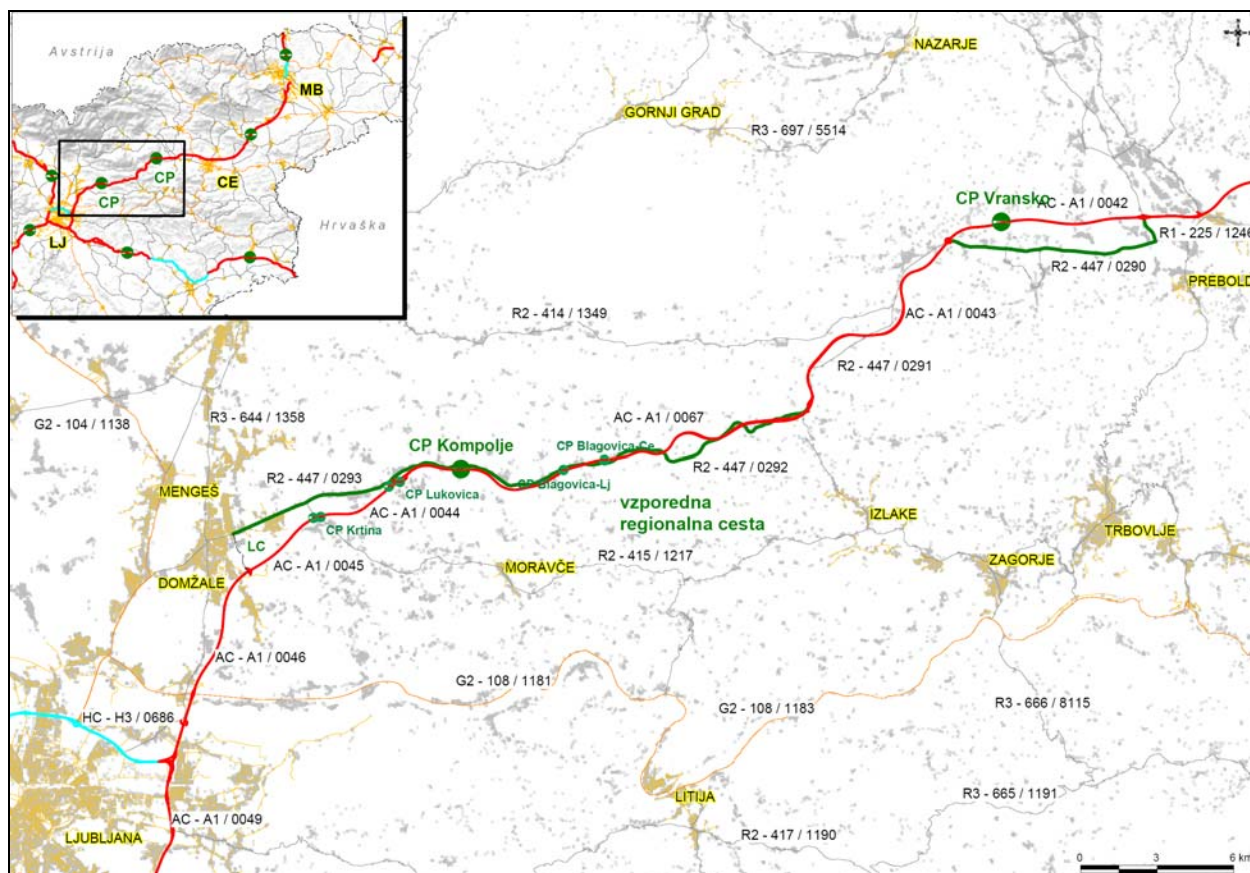 Avstrija
MB
CP
CP
CE
LJ
Hrvaška
NAZARJE
GORNJI GRAD
R3 - 697 / 5514
CP Vransko
AC - A1 / 0042
R1 - 225 / 1246
R2 - 447 / 0290
PREBOLD
AC - A1 / 0043
R2 - 414 / 1349
R2 - 447 / 0291
G2 - 104 / 1138
R3 - 644 / 1358
AC - A1 / 0067
CP Kompolje
CP Blagovica-Ce
R2 - 447 / 0292
R2 - 447 / 0293
CP Blagovica-Lj
CP Lukovica
MENGEŠ
AC - A1 / 0044
vzporedna
regionalna cesta
CP Krtina
IZLAKE
TRBOVLJE
LC
R2 - 415 / 1217
AC - A1 / 0045
MORAVČE
ZAGORJE
DOMŽALE
AC - A1 / 0046
G2 - 108 / 1181
G2 - 108 / 1183
R3 - 666 / 8115
HC - H3 / 0686
LITIJA
R3 - 665 / 1191
AC - A1 / 0049
LJUBLJANA
R2 - 417 / 1190
0 3 6 km